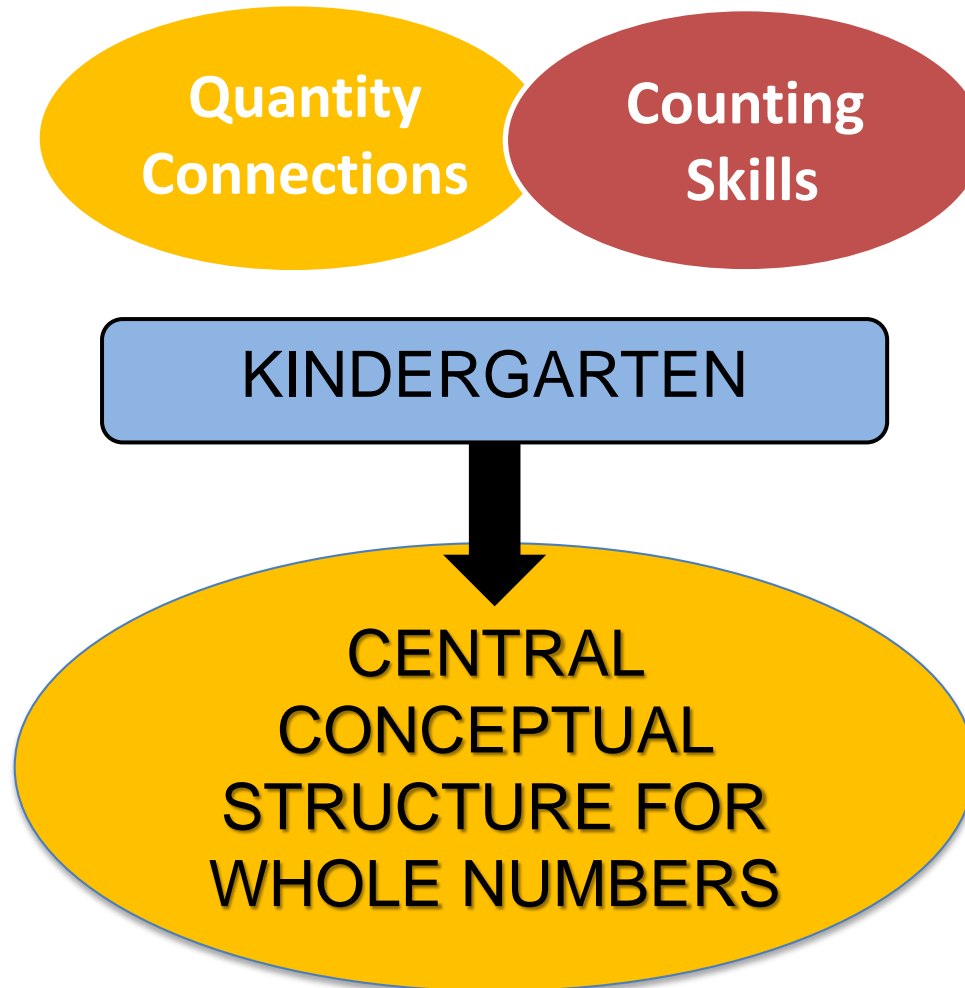 Quantity
Connections
Counting
Skills
KINDERGARTEN
CENTRAL
CONCEPTUAL
STRUCTURE FOR
WHOLE NUMBERS